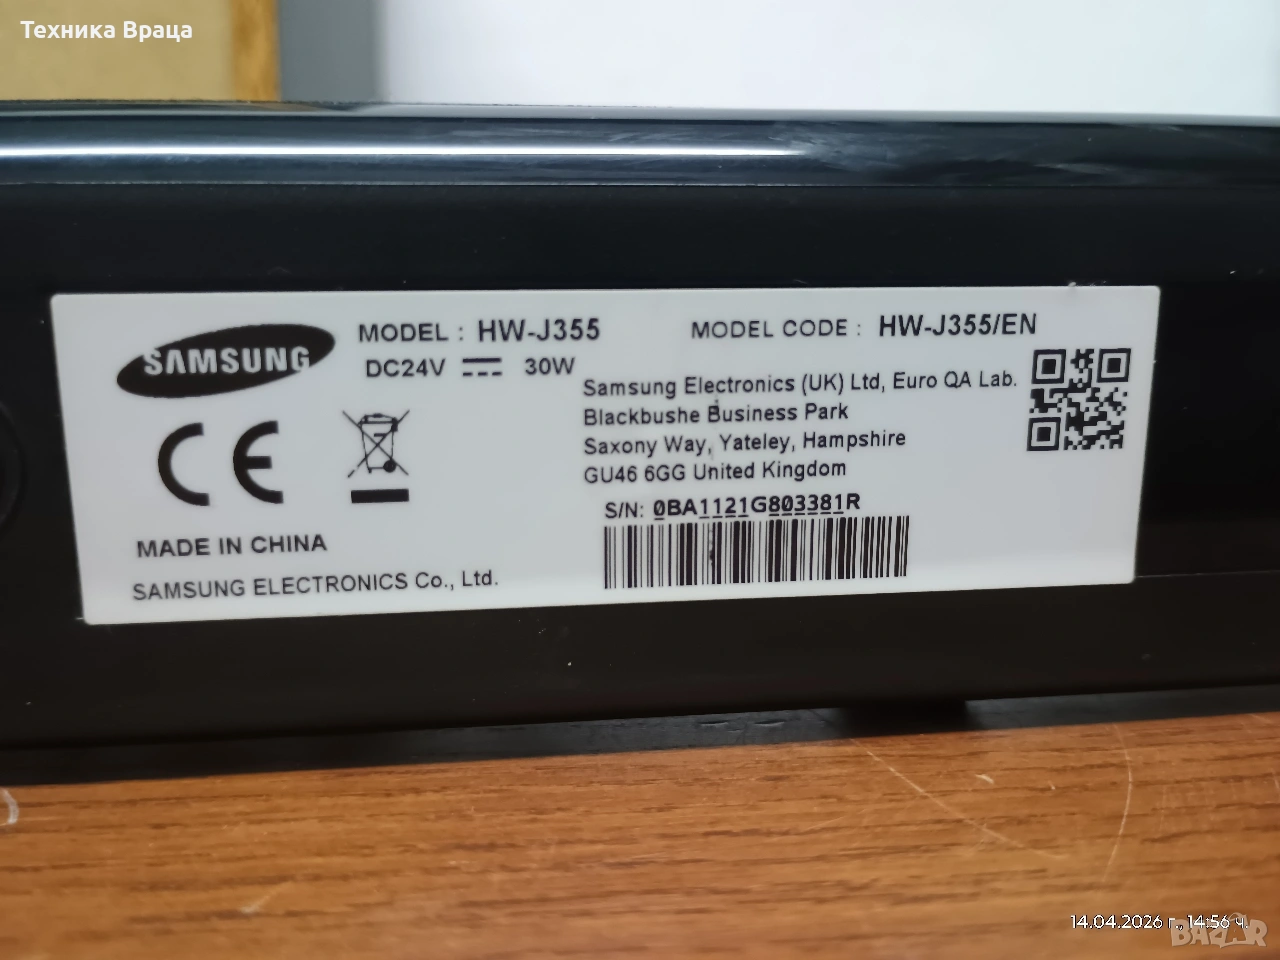 Техника Враца
SAMSUNG
MODEL : HW-J355
MODEL CODE : HW-J355/EN
DC24V 30W
Samsung Electronics (UK) Ltd, Euro QA Lab.
Blackbushe Business Park
Saxony Way, Yateley, Hampshire
GU46 6GG United Kingdom
CE
S/N: 0BA1121G803381R
MADE IN CHINA
SAMSUNG ELECTRONICS Co., Ltd.
14.04.2026 г., 14:56 ч.
BAZAR